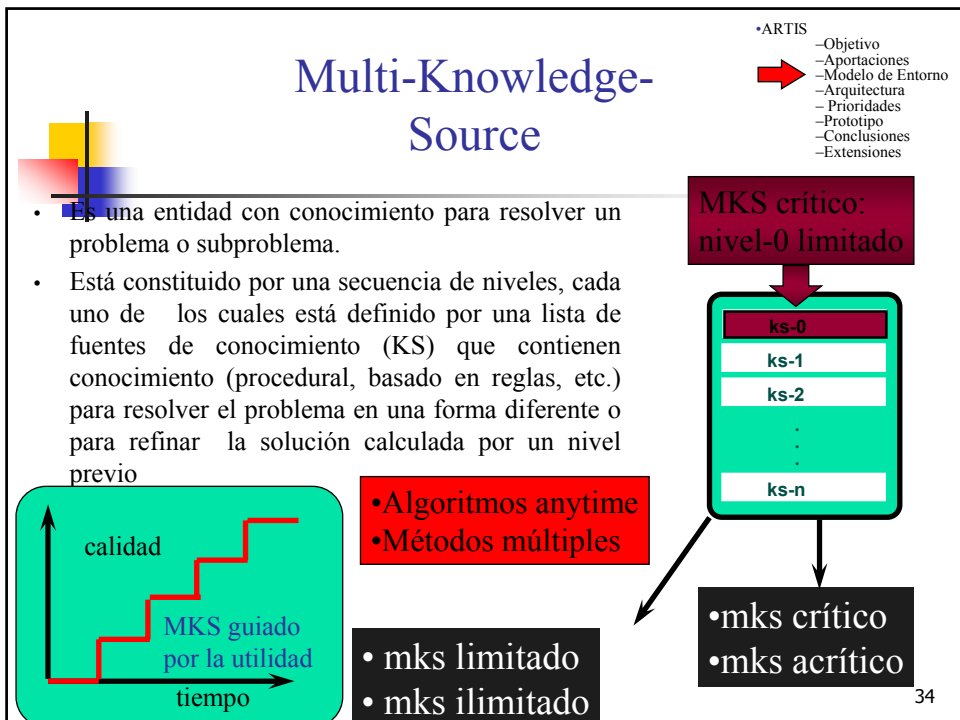 Multi-Knowledge-
Source
•ARTIS
–Objetivo
–Aportaciones
–Modelo de Entorno
–Arquitectura
– Prioridades
–Prototipo
–Conclusiones
–Extensiones
• Es una entidad con conocimiento para resolver un
problema o subproblema.
• Está constituido por una secuencia de niveles, cada
uno de los cuales está definido por una lista de
fuentes de conocimiento (KS) que contienen
conocimiento (procedural, basado en reglas, etc.)
para resolver el problema en una forma diferente o
para refinar la solución calculada por un nivel
previo
MKS crítico:
nivel-0 limitado
ks-0
ks-1
ks-2
.
.
.
ks-n
calidad
MKS guiado
por la utilidad
tiempo
•Algoritmos anytime
•Métodos múltiples
• mks limitado
• mks ilimitado
•mks crítico
•mks acrítico
34